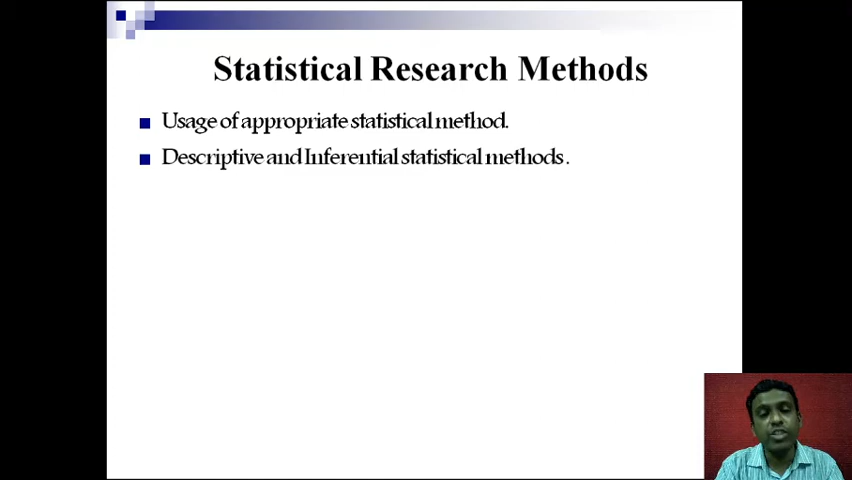 Statistical Research Methods
Usage of appropriate statistical method.
Descriptive and Inferential statistical methods .